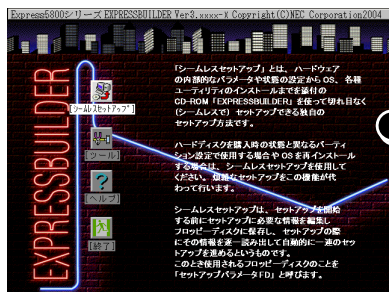 Express5800シリーズ EXPRESSBUILDER Ver3.xxxx-X Copyright(C)NEC Corporation2004
EXPRESSBUILDER
[シームレスセットアップ]
[ツール]
[ヘルプ]
[終了]
「シームレスセットアップ」とは、ハードウェア
の内部的なパラメータや状態の設定から OS、各種
ユーティリティのインストールまでを添付の
CD-ROM「EXPRESSBUILDER」を使って切れ目なく
(シームレスで) セットアップできる独自の
セットアップ方法です。
ハードディスクを購入時の状態と異なるパーティ
ション設定で使用する場合や OS を再インストール
する場合は、シームレスセットアップを使用して
ください。煩雑なセットアップをこの機能が代
わって行います。
シームレスセットアップは、セットアップを開始
する前にセットアップに必要な情報を編集し
フロッピーディスクに保存し、セットアップの際
にその情報を逐一読み出して自動的に一連のセッ
トアップを進めるというものです。
このとき使用されるフロッピーディスクのことを
「セットアップパラメータFD」と呼びます。